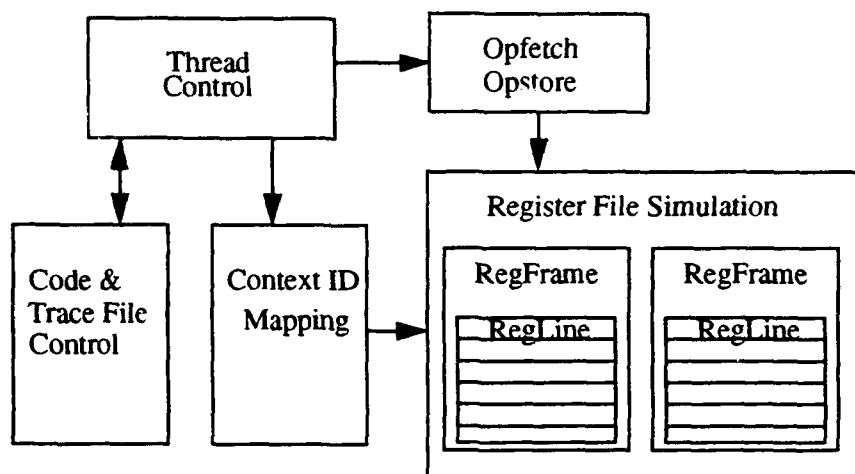 Thread
Control
Opfetch
Opstore
Code &
Trace File
Control
Context ID
Mapping
Register File Simulation
RegFrame
RegLine
RegFrame
RegLine